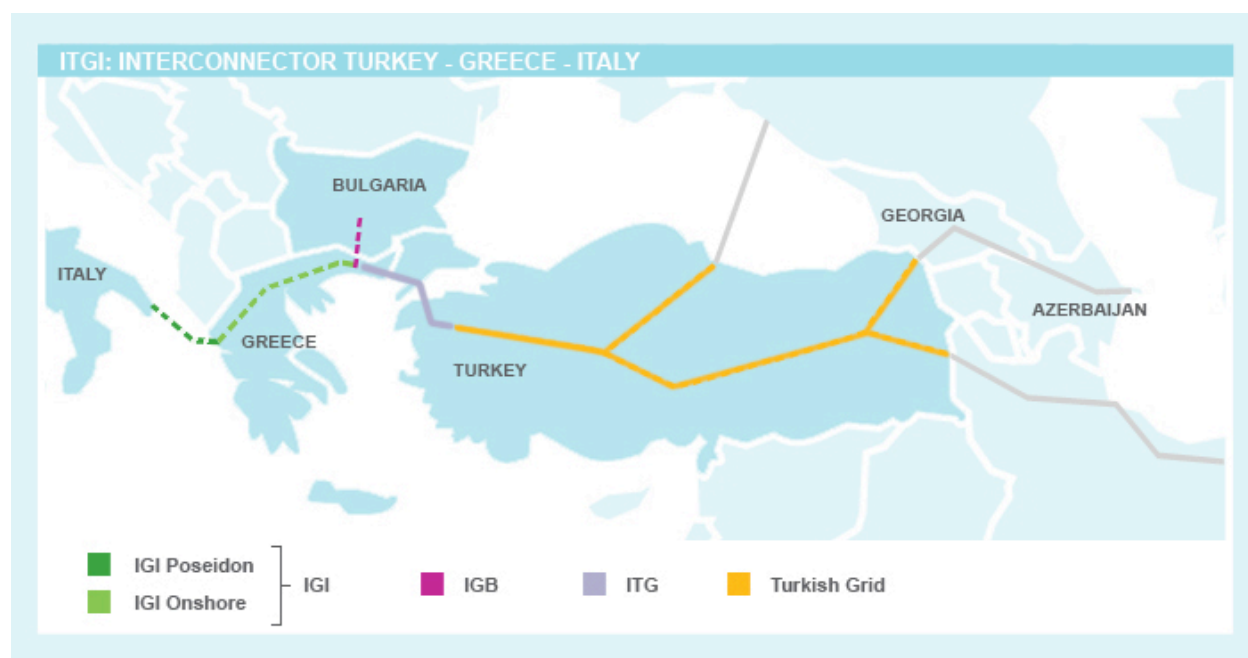 ITGI: INTERCONNECTOR TURKEY - GREECE - ITALY
BULGARIA
GEORGIA
ITALY
AZERBAIJAN
GREECE
TURKEY
IGI Poseidon
IGI Onshore
IGI
IGB
ITG
Turkish Grid